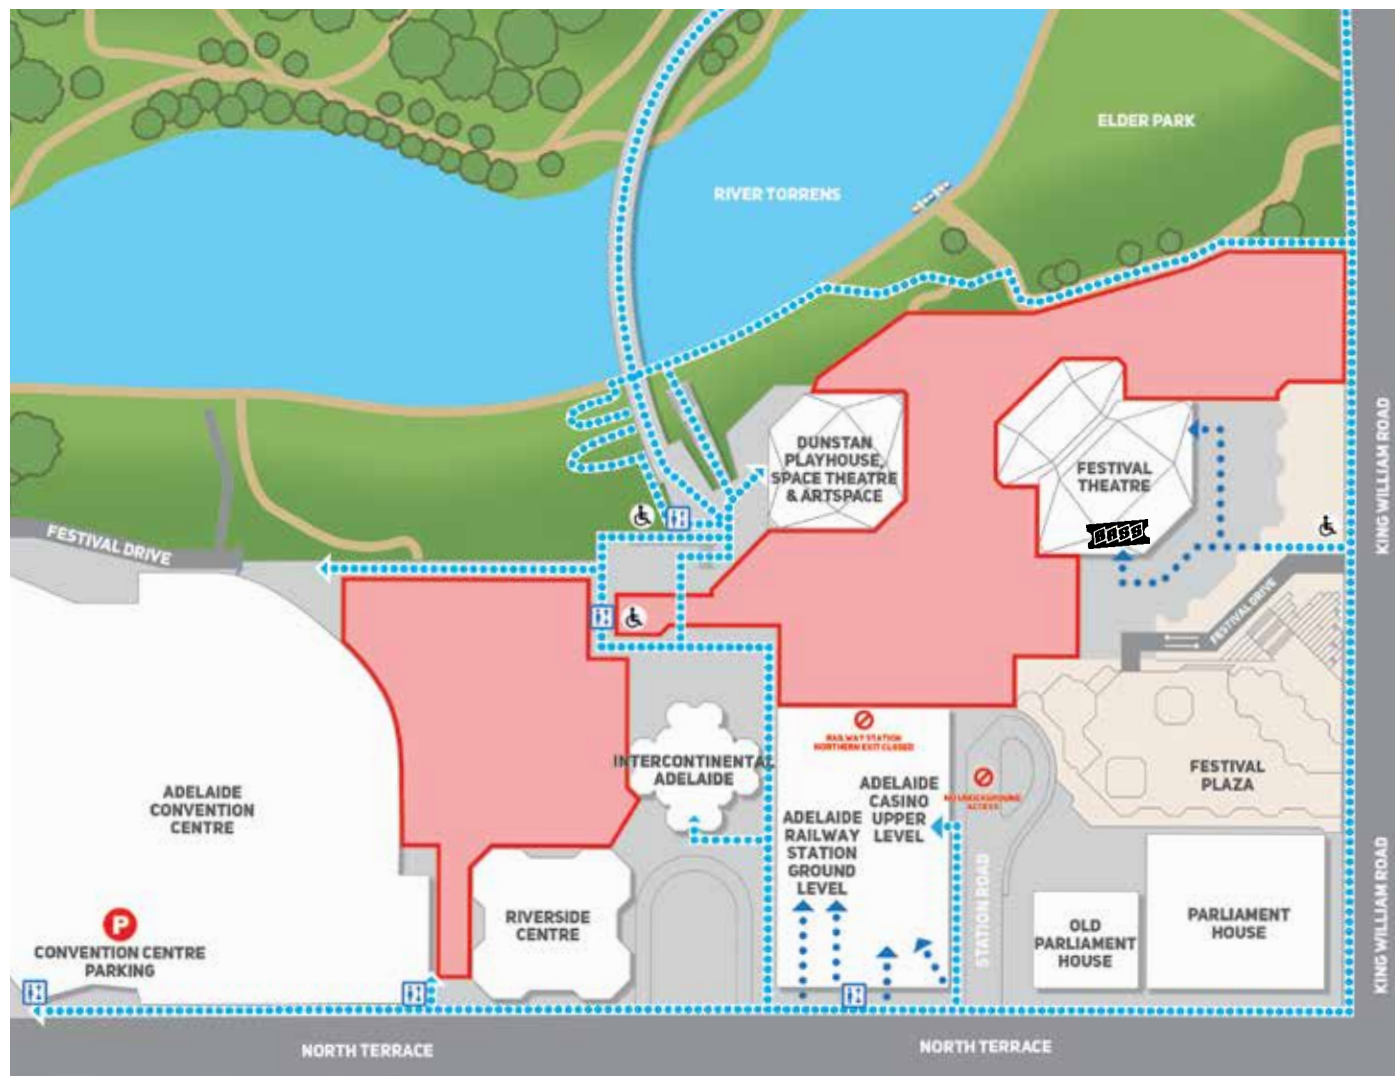 ELDER PARK
RIVER TORRENS
DUNSTAN
PLAYHOUSE,
SPACE THEATRE
& ARTSPACE
FESTIVAL
THEATRE
BASS
KING WILLIAM ROAD
FESTIVAL DRIVE
FESTIVAL DRIVE
RAILWAY STATION
NORTHERN EXIT CLOSED
INTERCONTINENTAL
ADELAIDE
FESTIVAL
PLAZA
ADELAIDE
CONVENTION
CENTRE
ADELAIDE
CASINO
UPPER
LEVEL
NO UNDERGROUND
ACCESS
ADELAIDE
RAILWAY
STATION
GROUND
LEVEL
STATION ROAD
KING WILLIAM ROAD
P
CONVENTION CENTRE
PARKING
RIVERSIDE
CENTRE
OLD
PARLIAMENT
HOUSE
PARLIAMENT
HOUSE
NORTH TERRACE
NORTH TERRACE